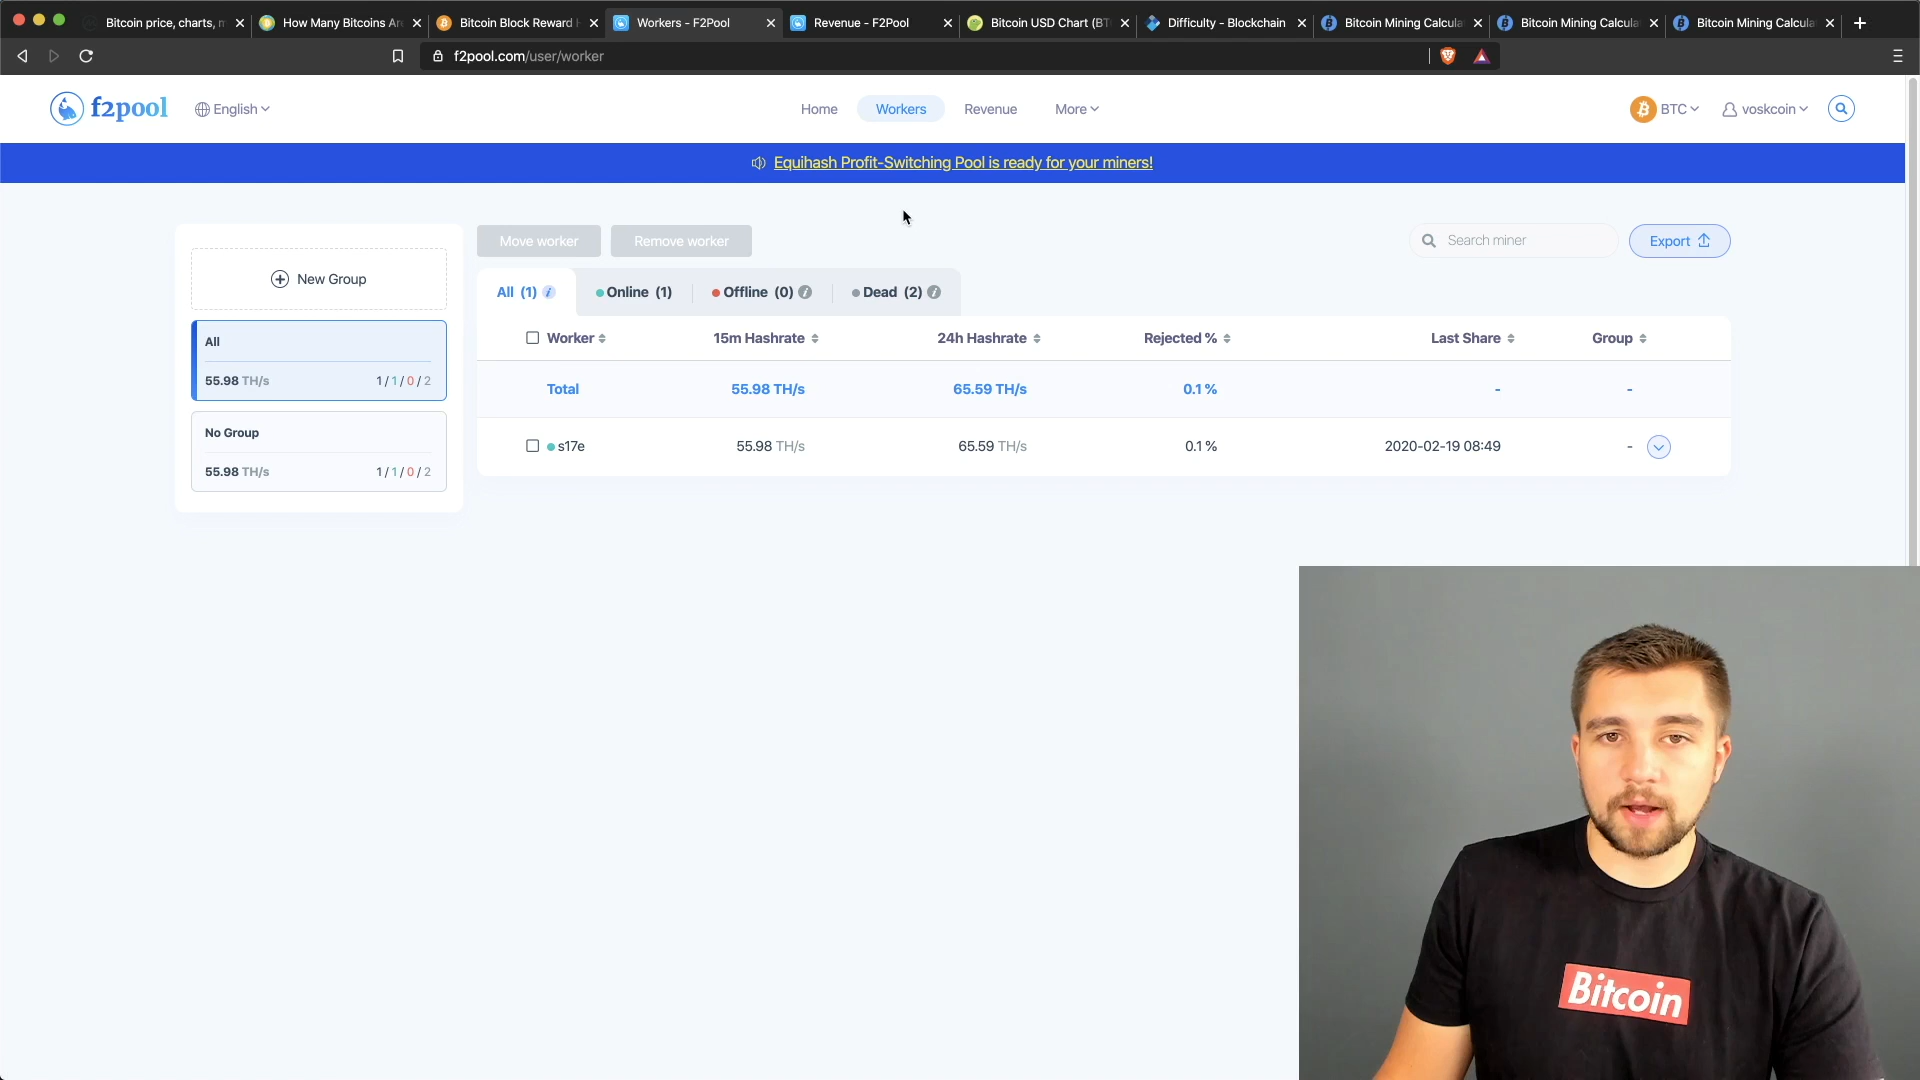 Bitcoin price, charts, m
How Many Bitcoins Ar
Bitcoin Block Reward H
Workers - F2Pool
Revenue - F2Pool
Bitcoin USD Chart (BT
Difficulty - Blockchain
Bitcoin Mining Calcula
Bitcoin Mining Calcula
Bitcoin Mining Calcula
f2pool.com/user/worker
f2pool
English
Home
Workers
Revenue
More
BTC
voskcoin
Equihash Profit-Switching Pool is ready for your miners!
New Group
All
55.98 TH/s 1 / 1 / 0 / 2
No Group
55.98 TH/s 1 / 1 / 0 / 2
Move worker
Remove worker
Search miner
Export
All (1)
Online (1)
Offline (0)
Dead (2)
Worker 15m Hashrate 24h Hashrate Rejected % Last Share Group
Total 55.98 TH/s 65.59 TH/s 0.1 % - -
s17e 55.98 TH/s 65.59 TH/s 0.1 % 2020-02-19 08:49 -
Bitcoin